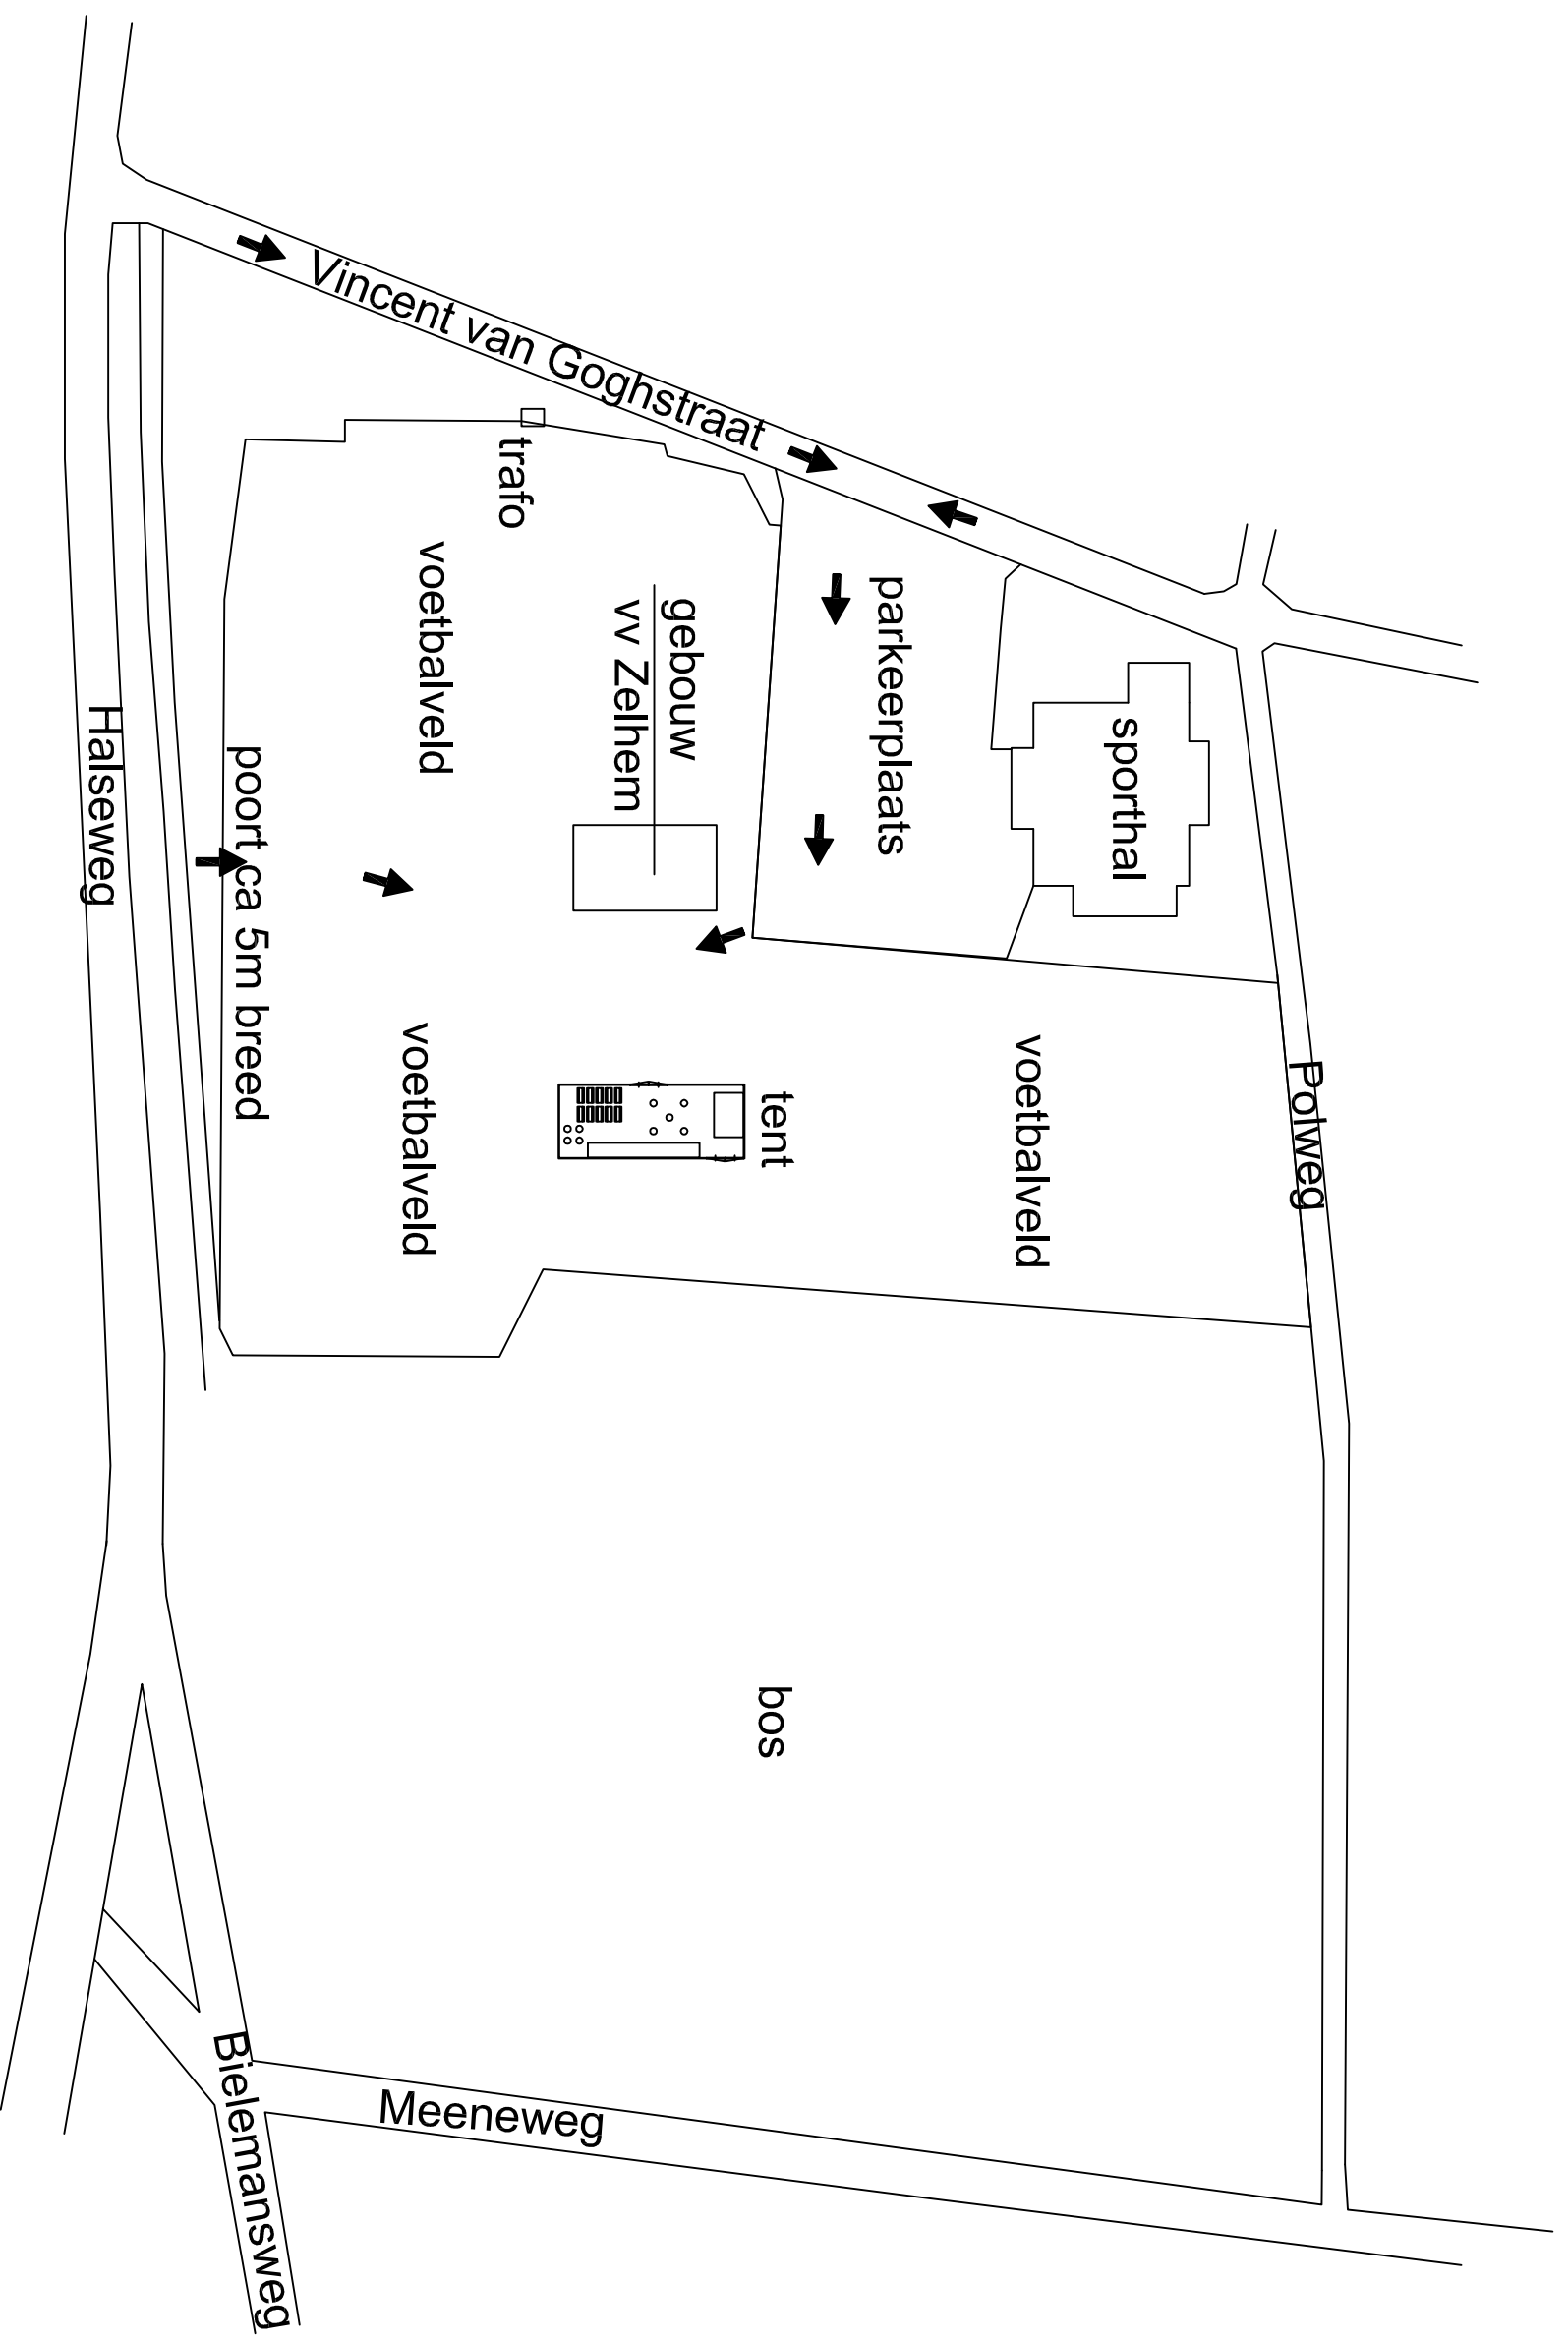 Vincent van Goghstraat
trafo
voetbalveld
gebouw
vv Zelhem
parkeerplaats
sporthal
Halseweg
poort ca 5m breed
voetbalveld
tent
voetbalveld
Polweg
bos
Meeneweg
Bielemansweg